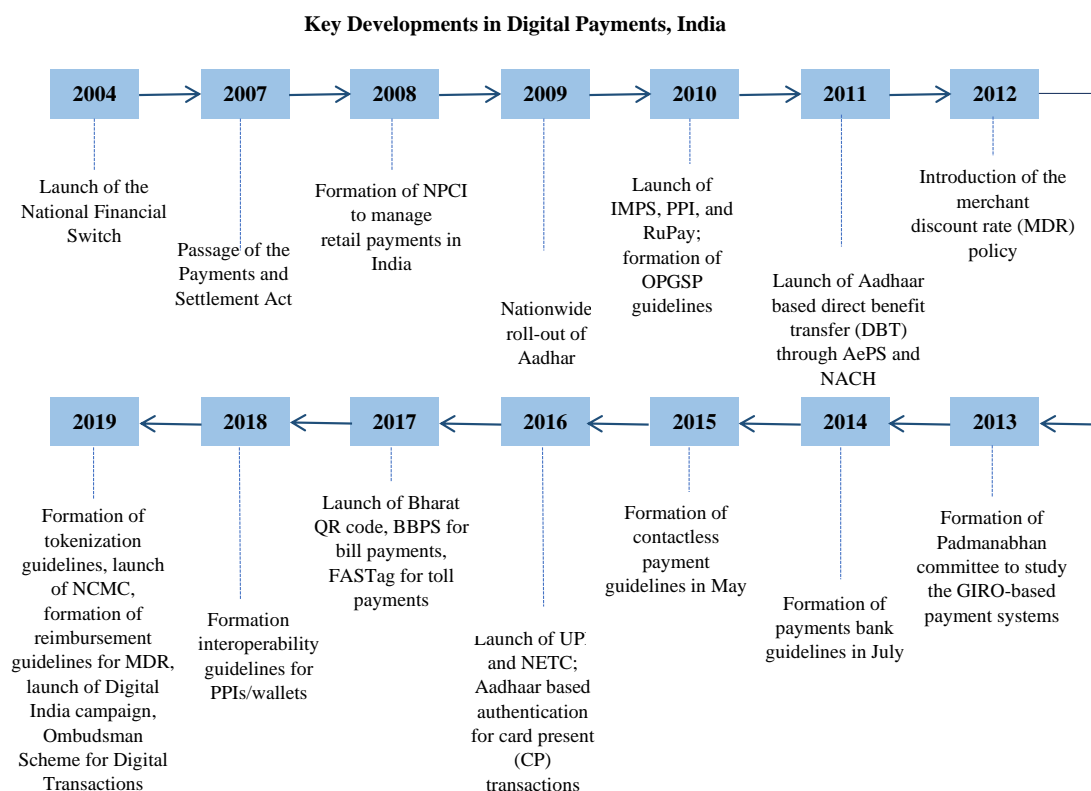 Key Developments in Digital Payments, India
2004
2007
2008
2009
2010
2011
2012
Launch of the
National Financial
Switch
Passage of the
Payments and
Settlement Act
Formation of NPCI
to manage
retail payments in
India
Nationwide
roll-out of
Aadhar
Launch of
IMPS, PPI, and
RuPay;
formation of
OPGSP
guidelines
Launch of Aadhaar
based direct benefit
transfer (DBT)
through AePS and
NACH
Introduction of the
merchant
discount rate (MDR)
policy
2019
2018
2017
2016
2015
2014
2013
Formation of
tokenization
guidelines, launch
of NCMC,
formation of
reimbursement
guidelines for MDR,
launch of Digital
India campaign,
Ombudsman
Scheme for Digital
Transactions
Formation
interoperability
guidelines for
PPIs/wallets
Launch of Bharat
QR code, BBPS for
bill payments,
FASTag for toll
payments
Launch of UPI
and NETC;
Aadhaar based
authentication
for card present
(CP)
transactions
Formation of
contactless
payment
guidelines in May
Formation of
payments bank
guidelines in July
Formation of
Padmanabhan
committee to study
the GIRO-based
payment systems